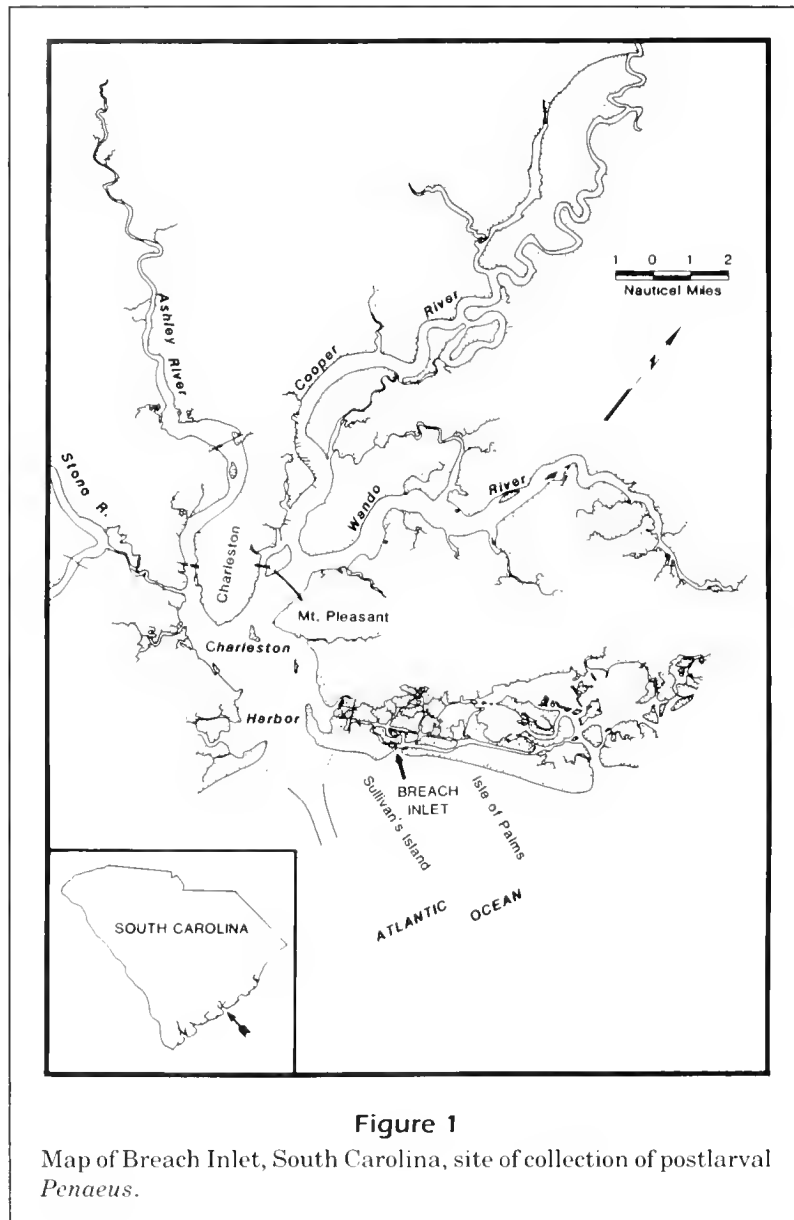 Ashley River
Cooper
River
1 0 1 2
Nautical Miles
Stono R.
Wando
River
Charleston
Mt. Pleasant
Charleston
Harbor
BREACH
INLET
Sullivan's Island
Isle of Palms
ATLANTIC OCEAN
SOUTH CAROLINA
Figure 1
Map of Breach Inlet, South Carolina, site of collection of postlarval
Penaeus.